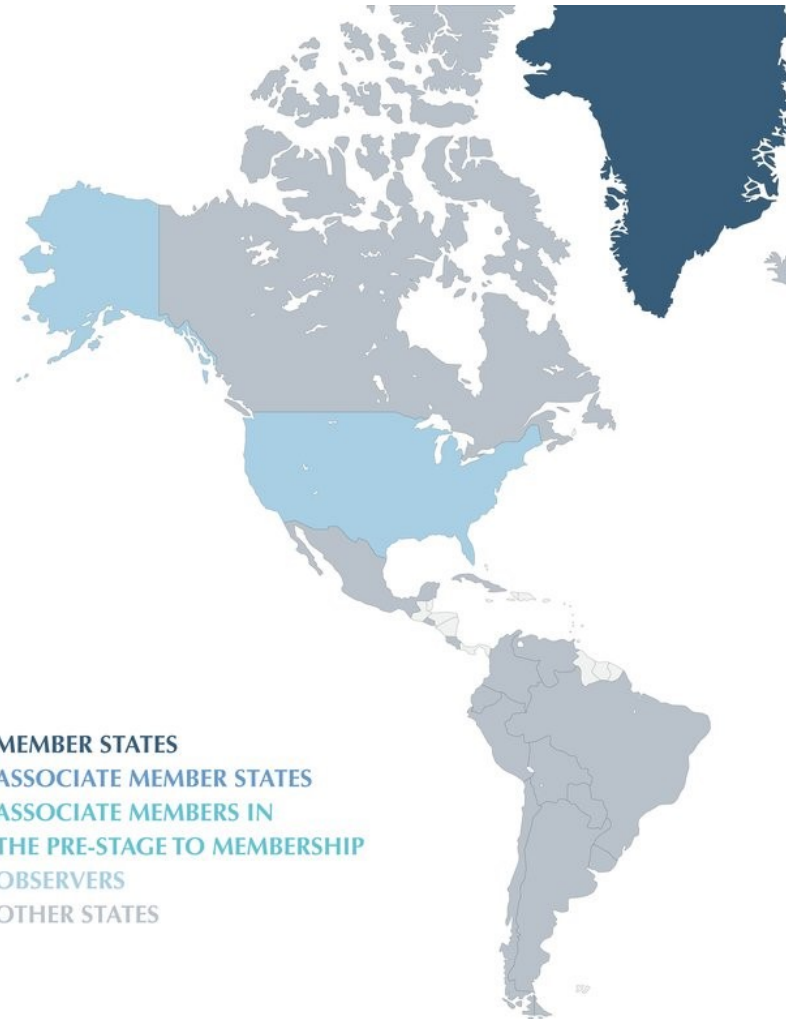 MEMBER STATES
ASSOCIATE MEMBER STATES
ASSOCIATE MEMBERS IN
THE PRE-STAGE TO MEMBERSHIP
OBSERVERS
OTHER STATES